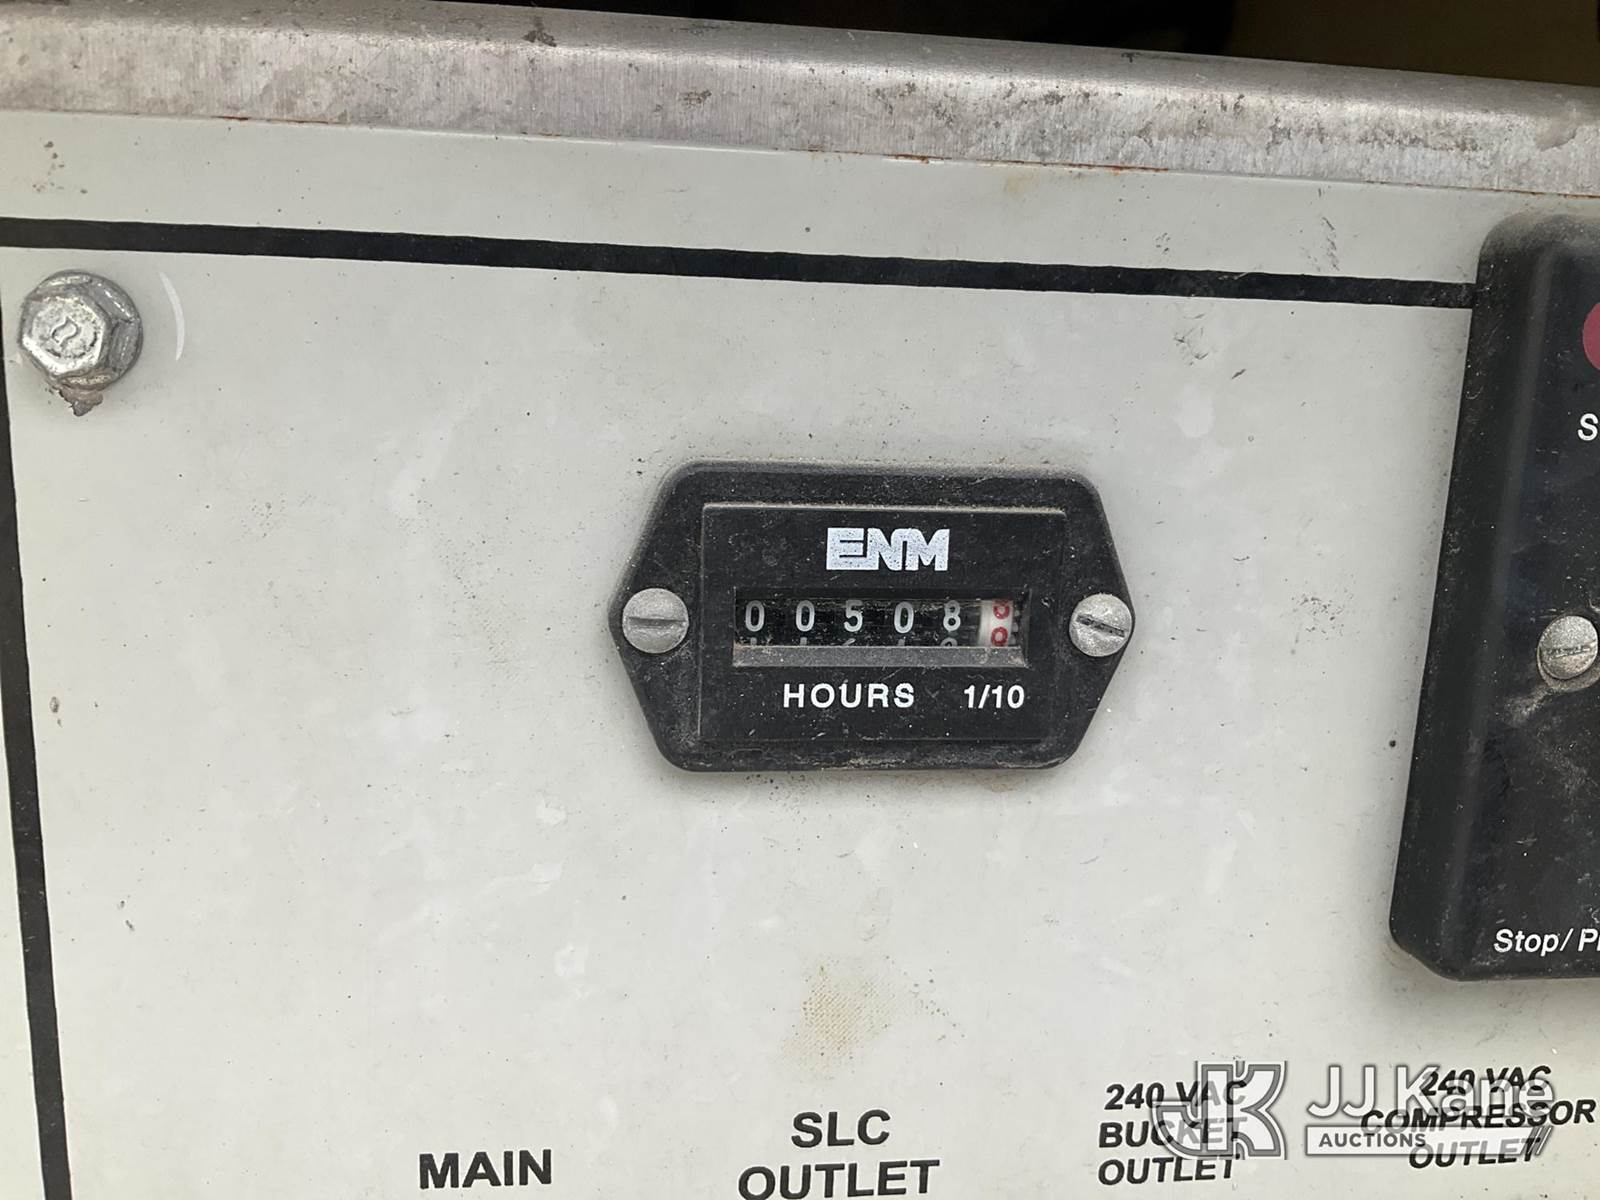 S
ENM
0 0 5 0 8
HOURS 1/10
Stop/ P
MAIN
SLC
OUTLET
240 VAC
BUCKET
OUTLET
240 VAC
COMPRESSOR
OUTLET
JK
JJ Kane
AUCTIONS